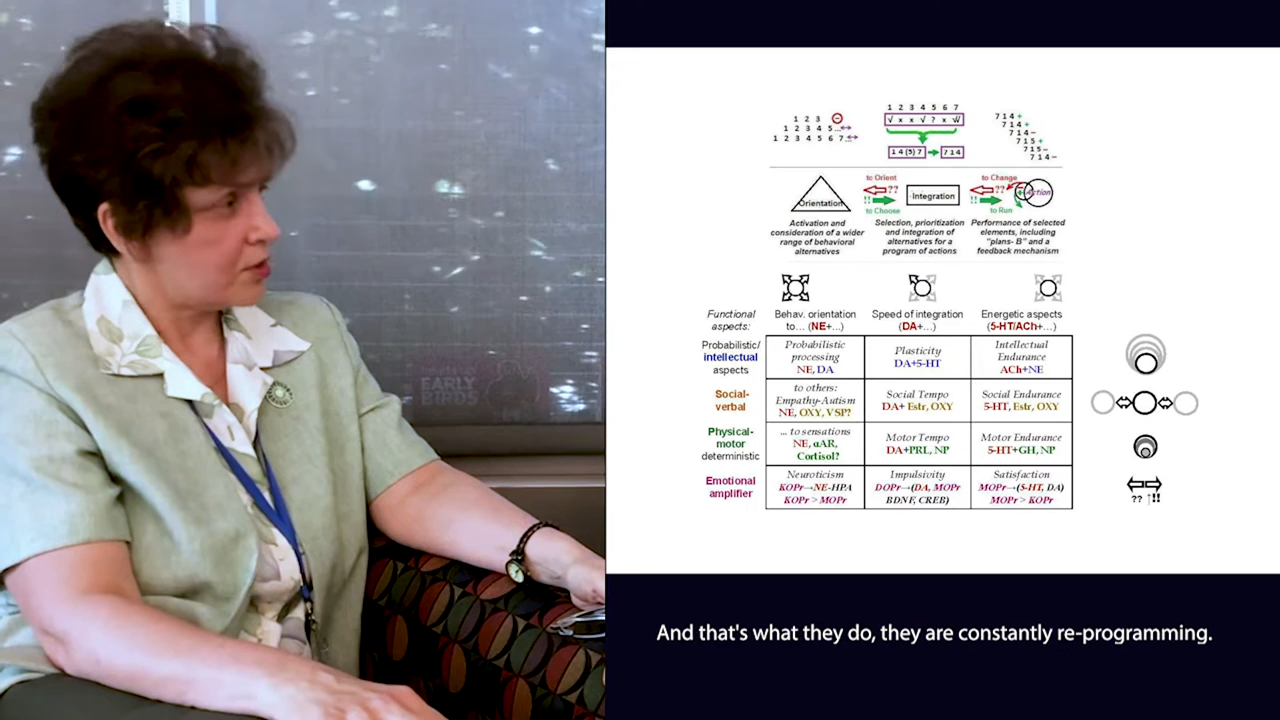 1 2 3 4 5 6 7
1 2 3 −
√ x x √ ? x √√
7 1 4 +
7 1 4 +
1 2 3 4 5...
7 1 4 −
1 2 3 4 5 6 7...
7 1 5 +
1 4 (5) 7
7 1 4
7 1 5 −
7 1 4 −
to Orient
to Change
Orientation
??
Integration
??
Action
!!
!!
to Choose
to Run
Activation and
consideration of a wider
range of behavioral
alternatives
Selection, prioritization
and integration of
alternatives for a
program of actions
Performance of selected
elements, including
"plans- B" and a
feedback mechanism
Functional
aspects:
Behav. orientation
to... (NE+...)
Speed of integration
(DA+...)
Energetic aspects
(5-HT/ACh+...)
Probabilistic/
intellectual
aspects
Probabilistic
processing
NE, DA
Plasticity
DA+5-HT
Intellectual
Endurance
ACh+NE
Social-
verbal
to others:
Empathy-Autism
NE, OXY, VSP?
Social Tempo
DA+ Estr, OXY
Social Endurance
5-HT, Estr, OXY
Physical-
motor
deterministic
... to sensations
NE, αAR,
Cortisol?
Motor Tempo
DA+PRL, NP
Motor Endurance
5-HT+GH, NP
Emotional
amplifier
Neuroticism
KOPr→NE-HPA
KOPr > MOPr
Impulsivity
DOPr→(DA, MOPr
BDNF, CREB)
Satisfaction
MOPr→(5-HT, DA)
MOPr > KOPr
?? ↑!!
EARLY
BIRDS
And that's what they do, they are constantly re-programming.